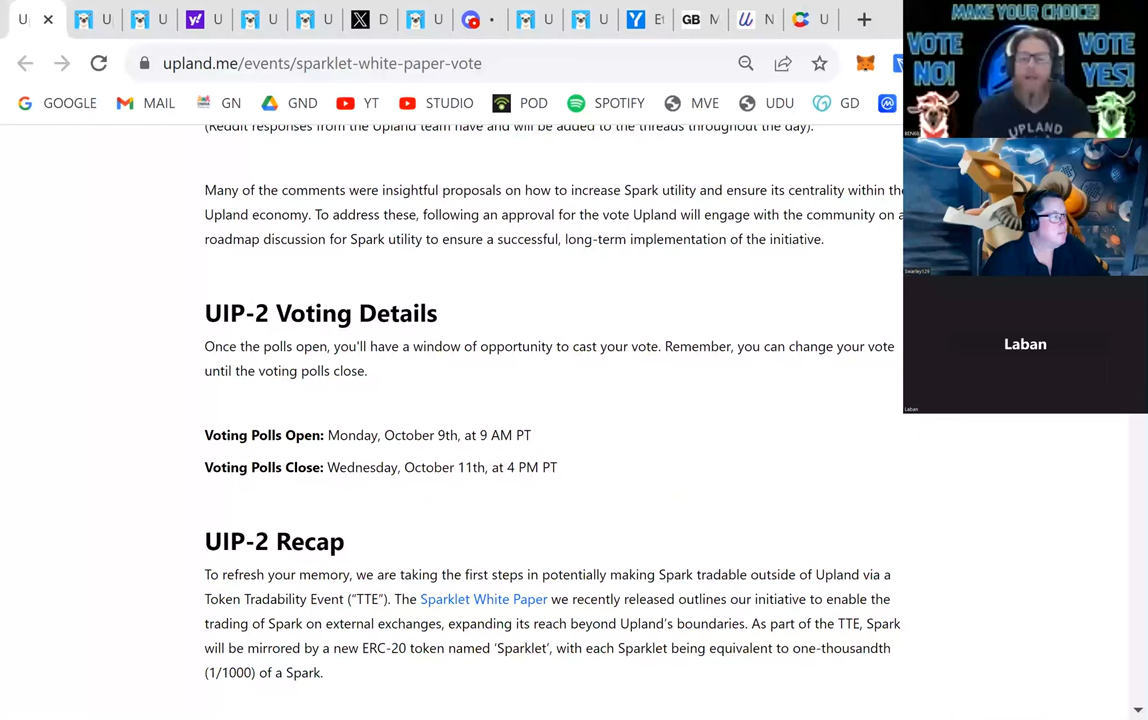 U
U
U
U
U
U
D
U
U
U
Et
M
N
U
upland.me/events/sparklet-white-paper-vote
GOOGLE
MAIL
GN
GND
YT
STUDIO
POD
SPOTIFY
MVE
UDU
GD
(Reddit responses from the Upland team have and will be added to the threads throughout the day).
Many of the comments were insightful proposals on how to increase Spark utility and ensure its centrality within the
Upland economy. To address these, following an approval for the vote Upland will engage with the community on a
roadmap discussion for Spark utility to ensure a successful, long-term implementation of the initiative.
UIP-2 Voting Details
Once the polls open, you'll have a window of opportunity to cast your vote. Remember, you can change your vote
until the voting polls close.
Voting Polls Open: Monday, October 9th, at 9 AM PT
Voting Polls Close: Wednesday, October 11th, at 4 PM PT
UIP-2 Recap
To refresh your memory, we are taking the first steps in potentially making Spark tradable outside of Upland via a
Token Tradability Event (“TTE”). The Sparklet White Paper we recently released outlines our initiative to enable the
trading of Spark on external exchanges, expanding its reach beyond Upland’s boundaries. As part of the TTE, Spark
will be mirrored by a new ERC-20 token named ‘Sparklet’, with each Sparklet being equivalent to one-thousandth
(1/1000) of a Spark.
MAKE YOUR CHOICE!
VOTE NO!
VOTE YES!
UPLAND
BEN68
Swarley129
Laban
Laban